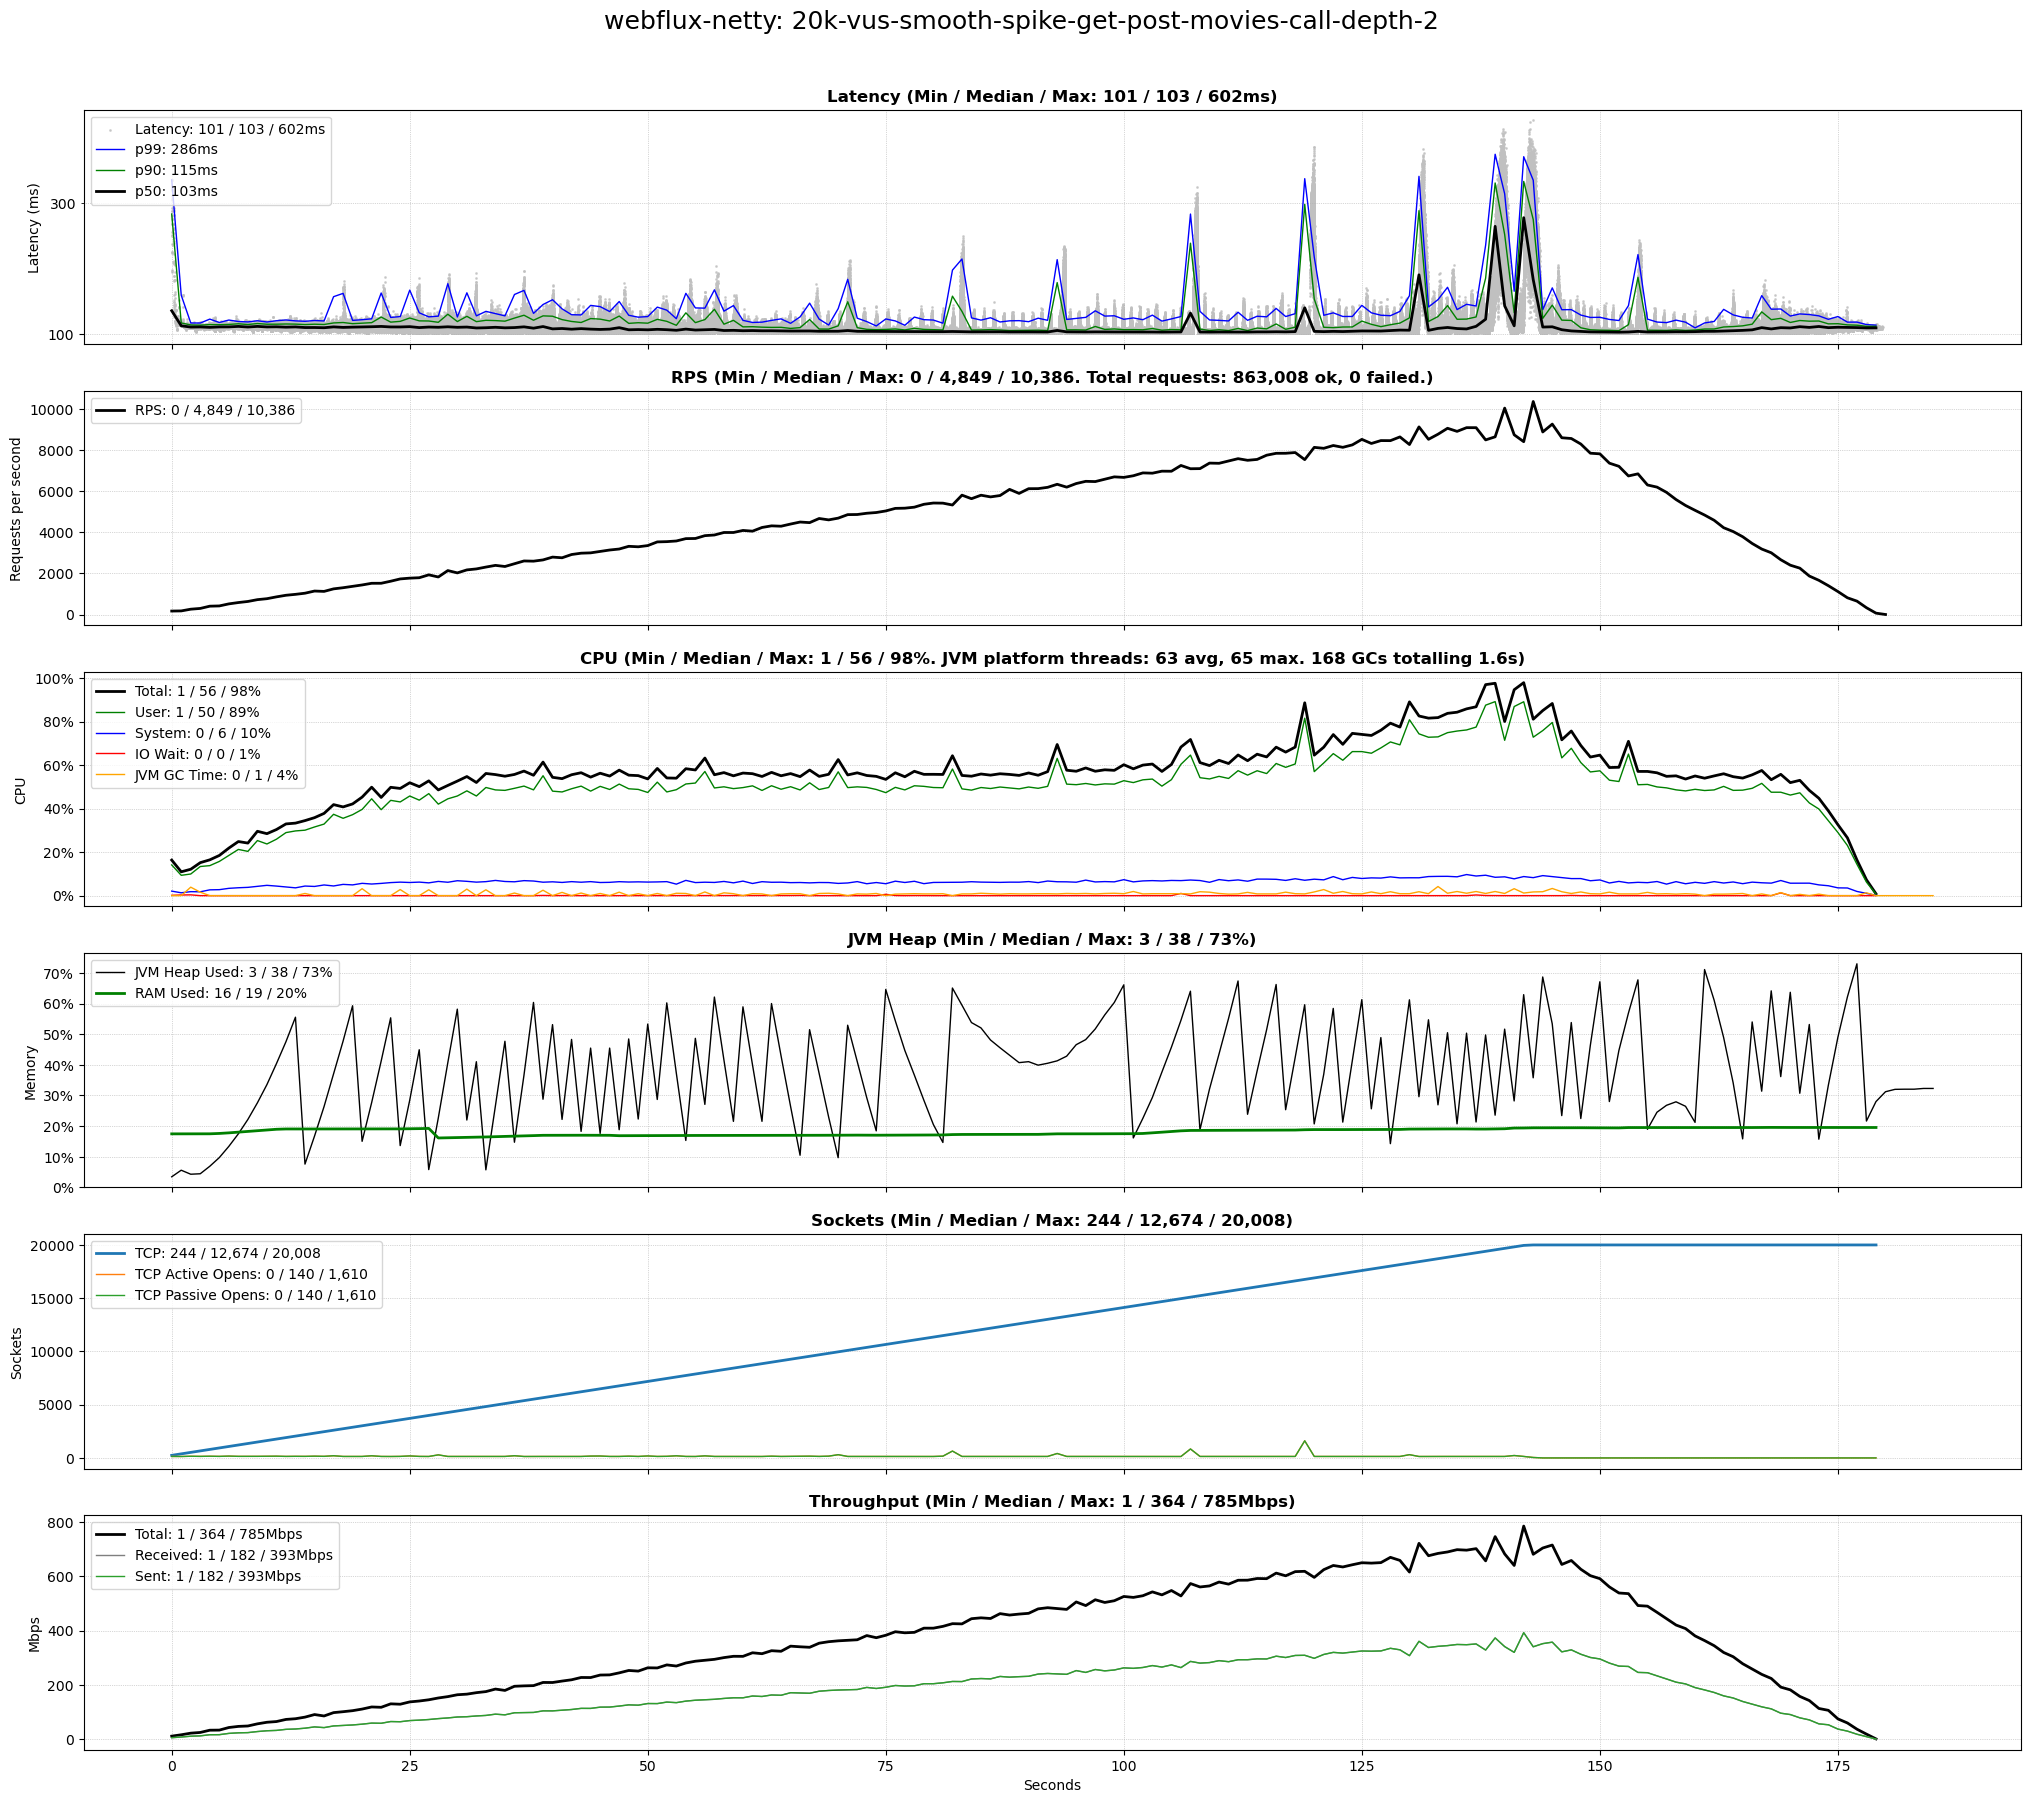 webflux-netty: 20k-vus-smooth-spike-get-post-movies-call-depth-2
Latency (Min / Median / Max: 101 / 103 / 602ms)
Latency: 101 / 103 / 602ms
p99: 286ms
p90: 115ms
p50: 103ms
Latency (ms)
300
100
RPS (Min / Median / Max: 0 / 4,849 / 10,386. Total requests: 863,008 ok, 0 failed.)
RPS: 0 / 4,849 / 10,386
Requests per second
10000
8000
6000
4000
2000
0
CPU (Min / Median / Max: 1 / 56 / 98%. JVM platform threads: 63 avg, 65 max. 168 GCs totalling 1.6s)
Total: 1 / 56 / 98%
User: 1 / 50 / 89%
System: 0 / 6 / 10%
IO Wait: 0 / 0 / 1%
JVM GC Time: 0 / 1 / 4%
CPU
100%
80%
60%
40%
20%
0%
JVM Heap (Min / Median / Max: 3 / 38 / 73%)
JVM Heap Used: 3 / 38 / 73%
RAM Used: 16 / 19 / 20%
Memory
70%
60%
50%
40%
30%
20%
10%
0%
Sockets (Min / Median / Max: 244 / 12,674 / 20,008)
TCP: 244 / 12,674 / 20,008
TCP Active Opens: 0 / 140 / 1,610
TCP Passive Opens: 0 / 140 / 1,610
Sockets
20000
15000
10000
5000
0
Throughput (Min / Median / Max: 1 / 364 / 785Mbps)
Total: 1 / 364 / 785Mbps
Received: 1 / 182 / 393Mbps
Sent: 1 / 182 / 393Mbps
Mbps
800
600
400
200
0
0 25 50 75 100 125 150 175
Seconds